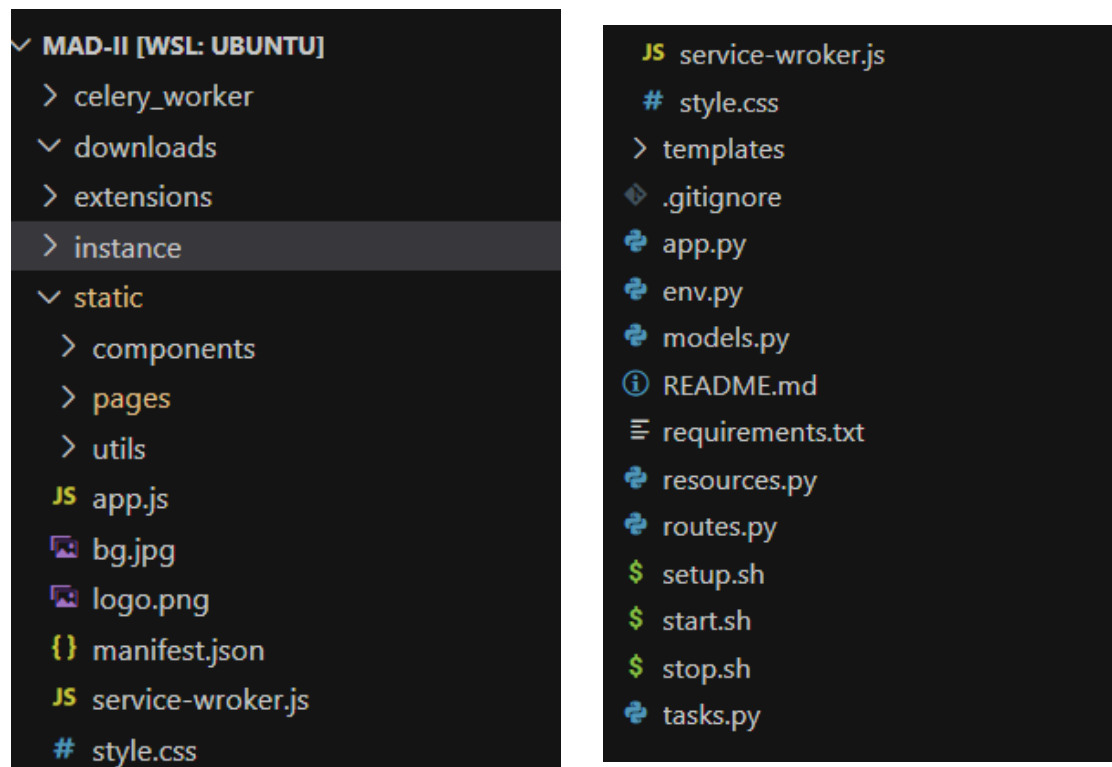 MAD-II [WSL: UBUNTU]
celery_worker
downloads
extensions
instance
static
components
pages
utils
JS app.js
bg.jpg
logo.png
{} manifest.json
JS service-wroker.js
# style.css
JS service-wroker.js
# style.css
templates
.gitignore
app.py
env.py
models.py
README.md
requirements.txt
resources.py
routes.py
$ setup.sh
$ start.sh
$ stop.sh
tasks.py